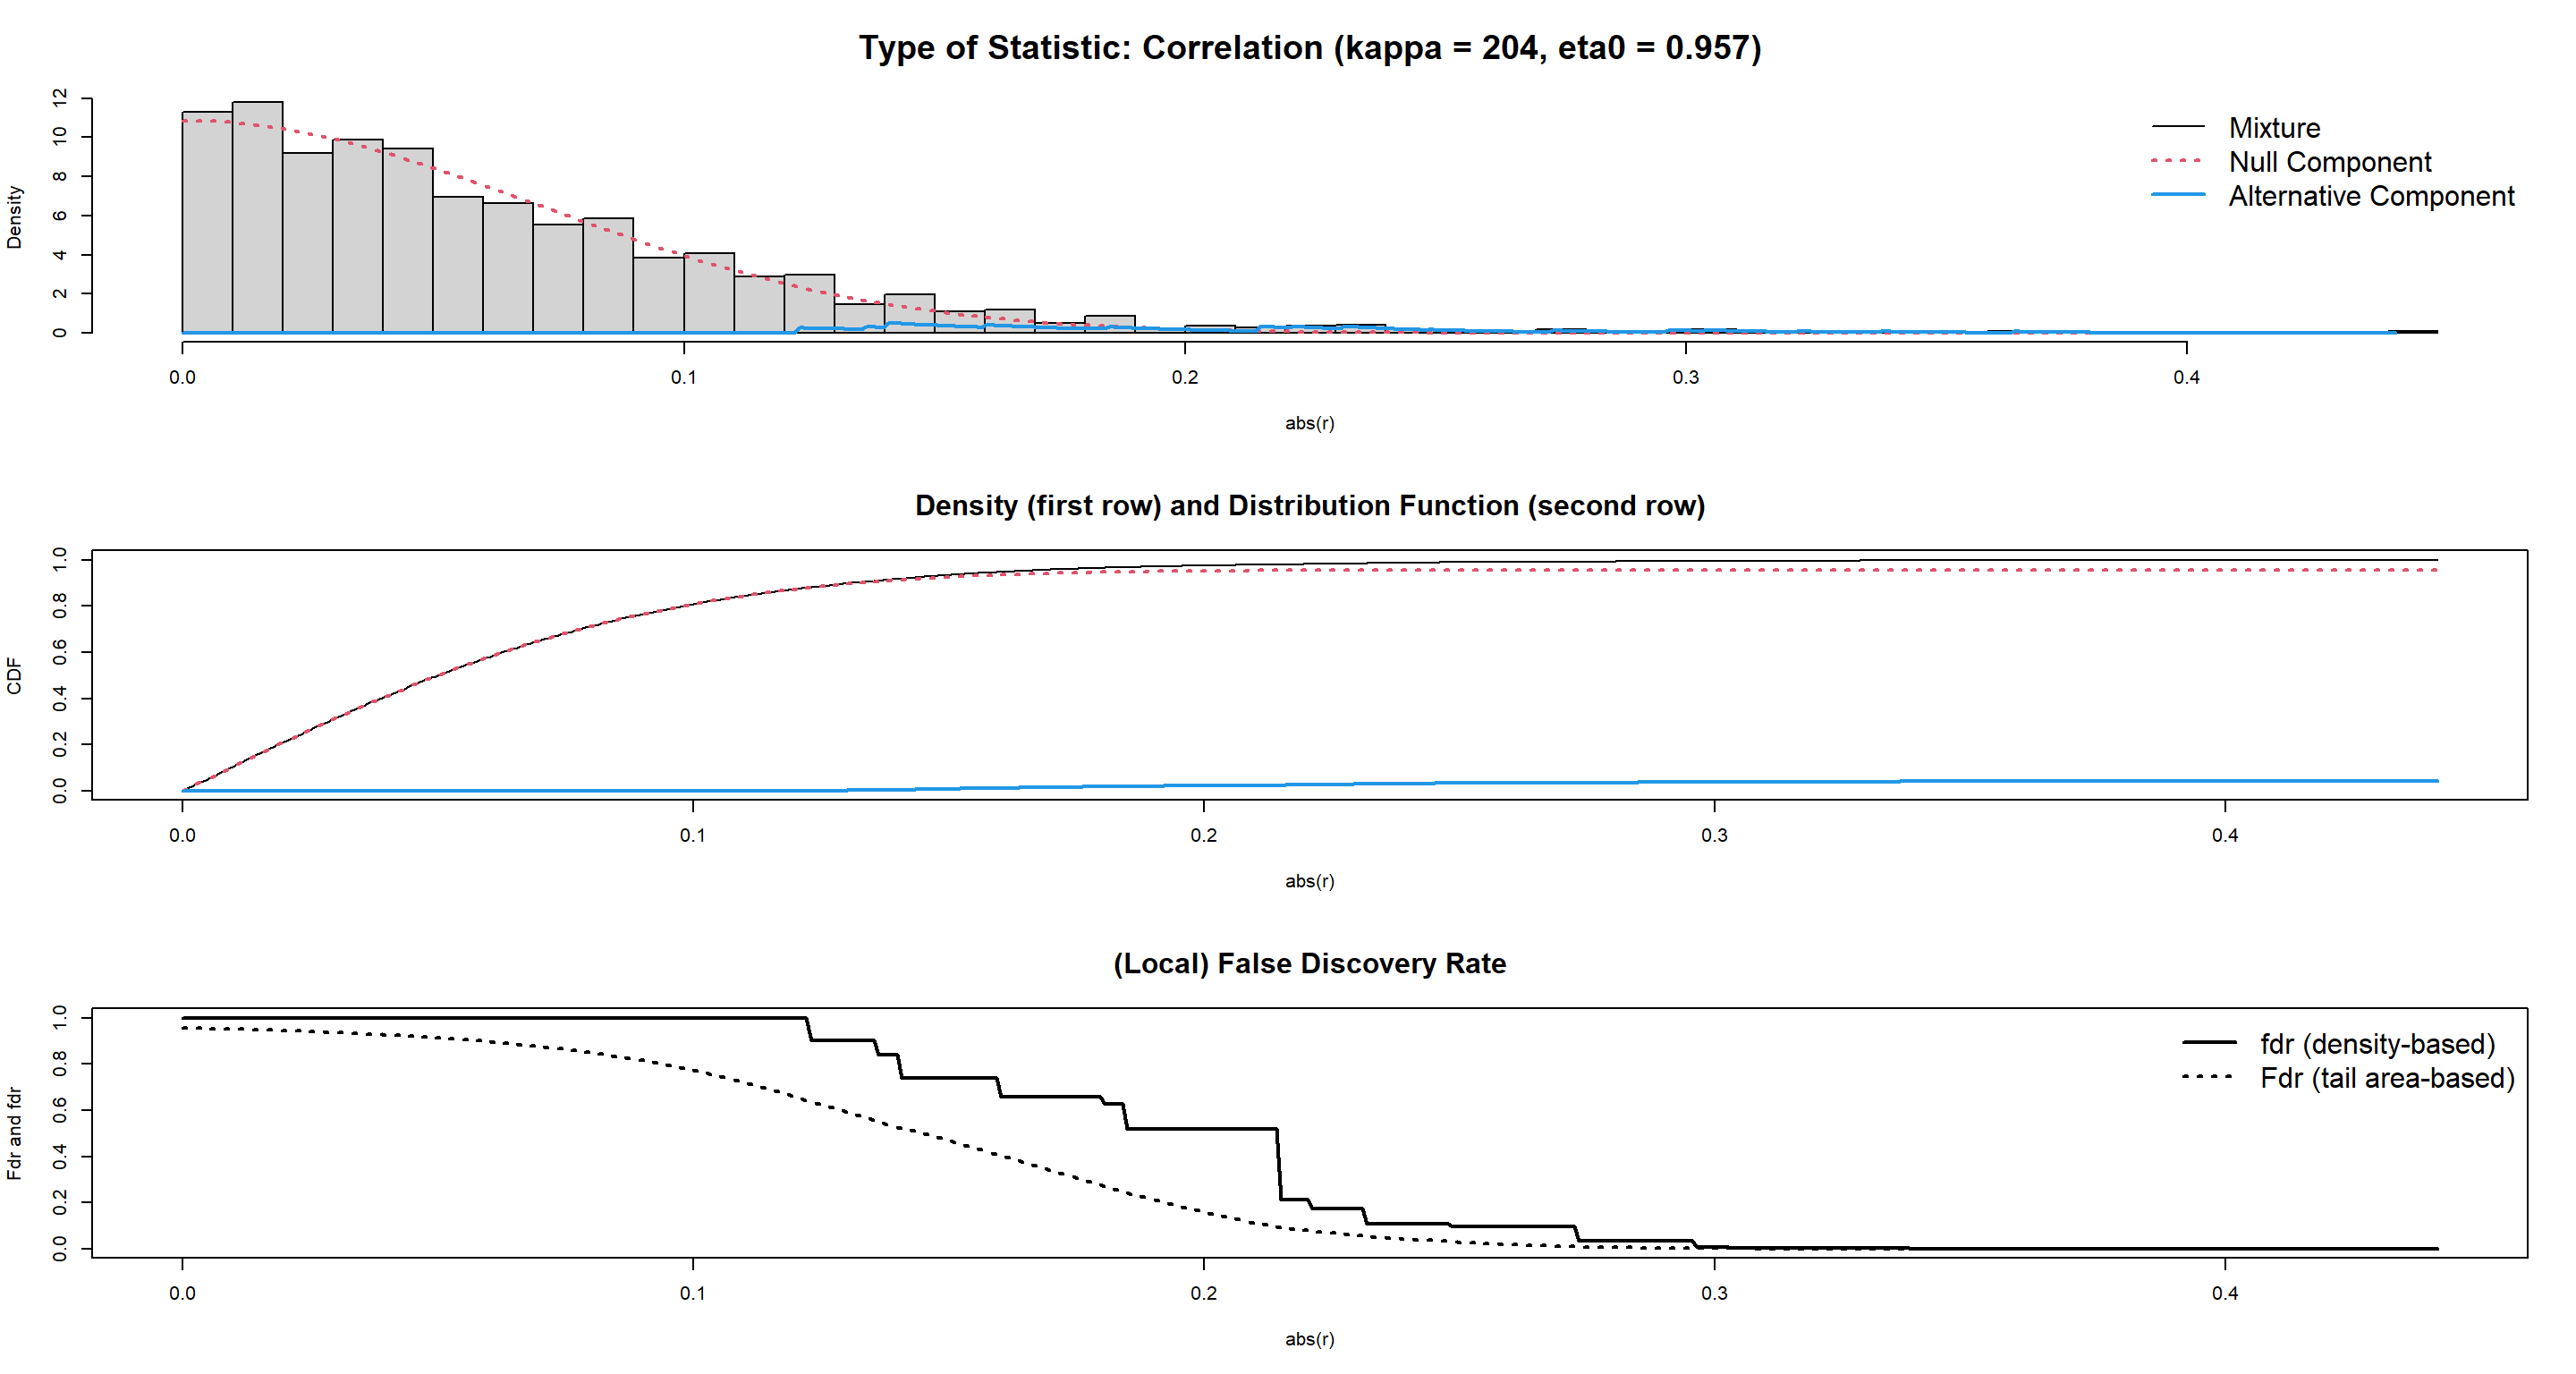 Type of Statistic: Correlation (kappa = 204, eta0 = 0.957)
Density
12
10
8
6
4
2
0
Mixture
Null Component
Alternative Component
0.0 0.1 0.2 0.3 0.4
abs(r)
Density (first row) and Distribution Function (second row)
CDF
1.0
0.8
0.6
0.4
0.2
0.0
0.0 0.1 0.2 0.3 0.4
abs(r)
(Local) False Discovery Rate
Fdr and fdr
1.0
0.8
0.6
0.4
0.2
0.0
fdr (density-based)
Fdr (tail area-based)
0.0 0.1 0.2 0.3 0.4
abs(r)